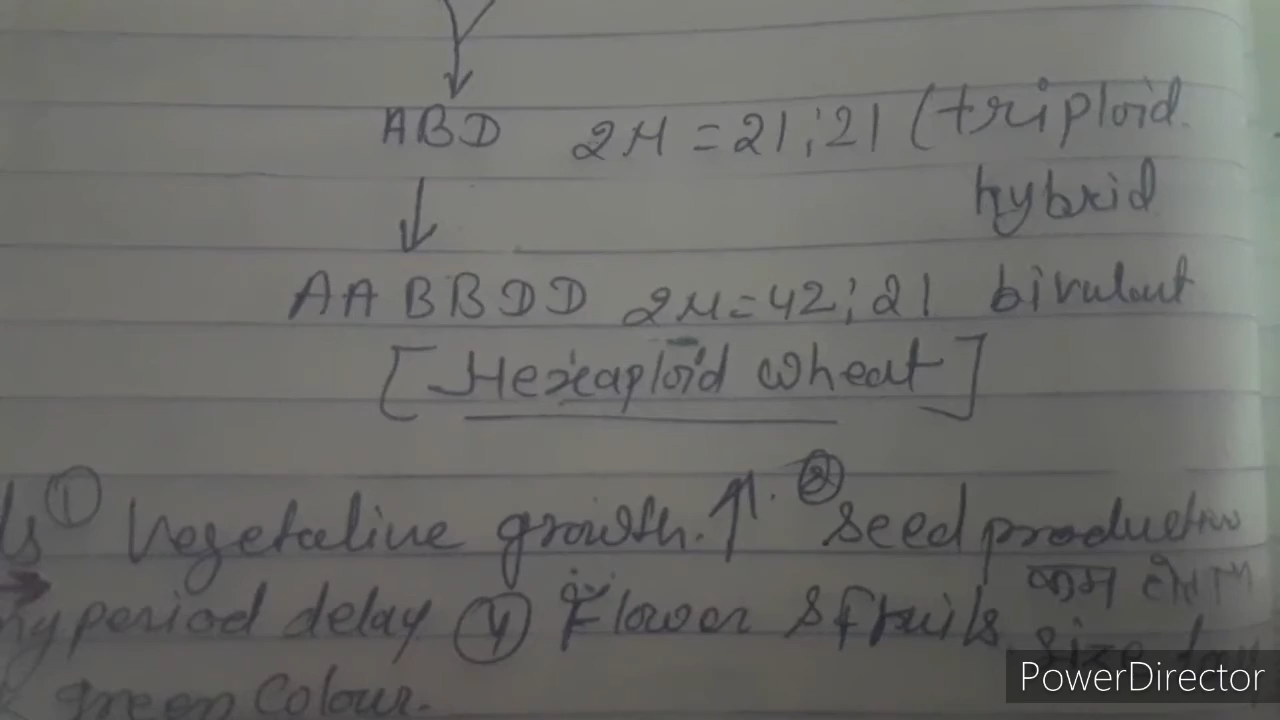 ABD 2n = 21; 21 (triploid
hybrid
AABBDD 2n = 42; 21 bivalent
[Hexaploid wheat]
① Vegetative growth. ↑. ② seed production
कम होना
period delay ④ Flower & fruits size
green Colour.
PowerDirector